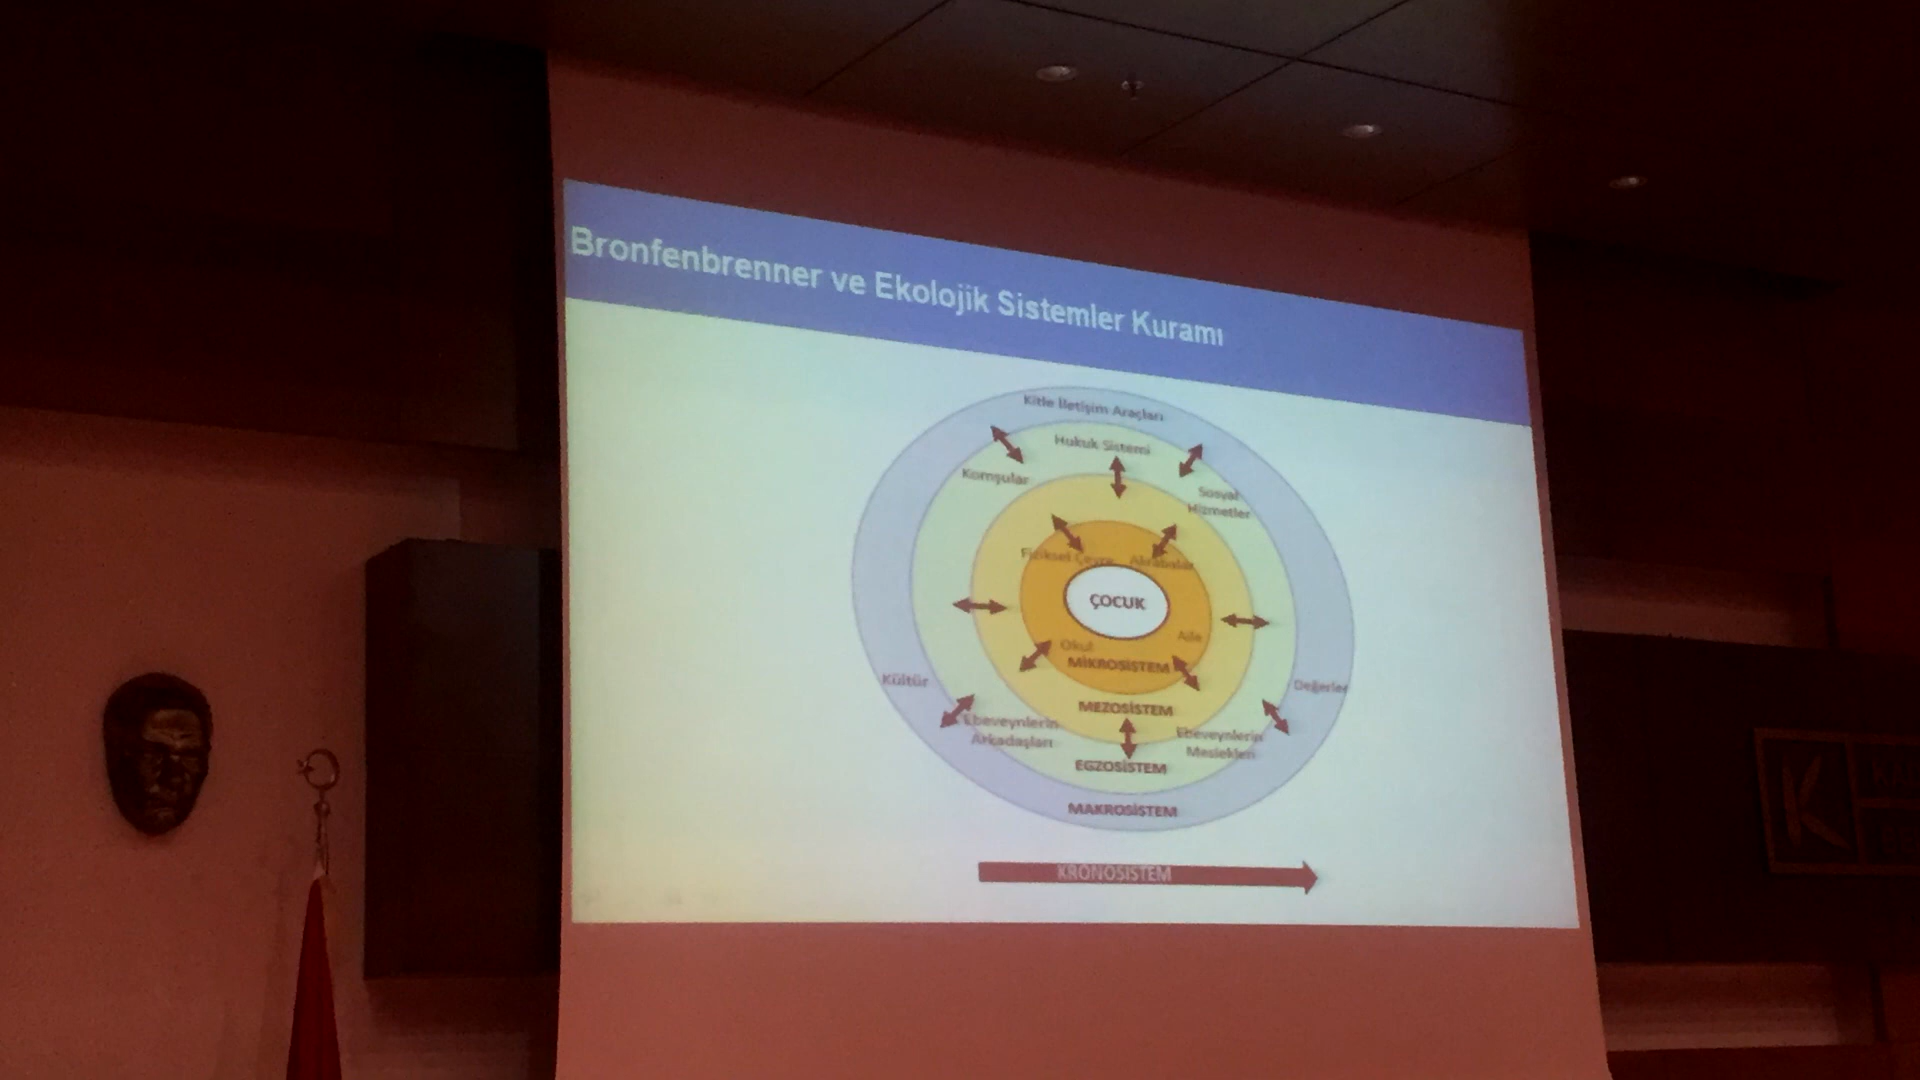 Bronfenbrenner ve Ekolojik Sistemler Kuramı
Kitle İletişim Araçları
Hukuk Sistemi
Komşular
Sosyal
Hizmetler
Fiziksel Çevre
Akrabalar
ÇOCUK
Okul
Aile
MİKROSİSTEM
Kültür
Değerler
MEZOSİSTEM
Ebeveynlerin
Arkadaşları
Ebeveynlerin
Meslekleri
EGZOSİSTEM
MAKROSİSTEM
KRONOSİSTEM
K